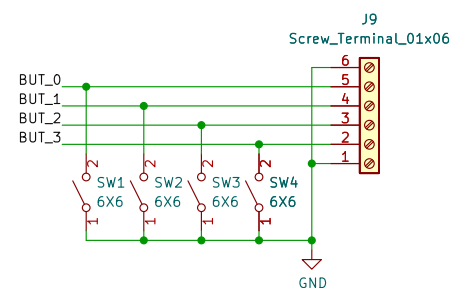 J9
Screw_Terminal_01x06
6
BUT_0 5
BUT_1 4
BUT_2 3
BUT_3 2
1
2 2 2 2
SW1 SW2 SW3 SW4
6X6 6X6 6X6 6X6
1 1 1 1
GND